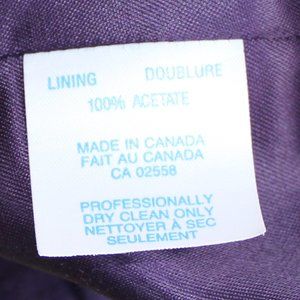 LINING DOUBLURE
100% ACETATE
MADE IN CANADA
FAIT AU CANADA
CA 02558
PROFESSIONALLY
DRY CLEAN ONLY
NETTOYER À SEC
SEULEMENT